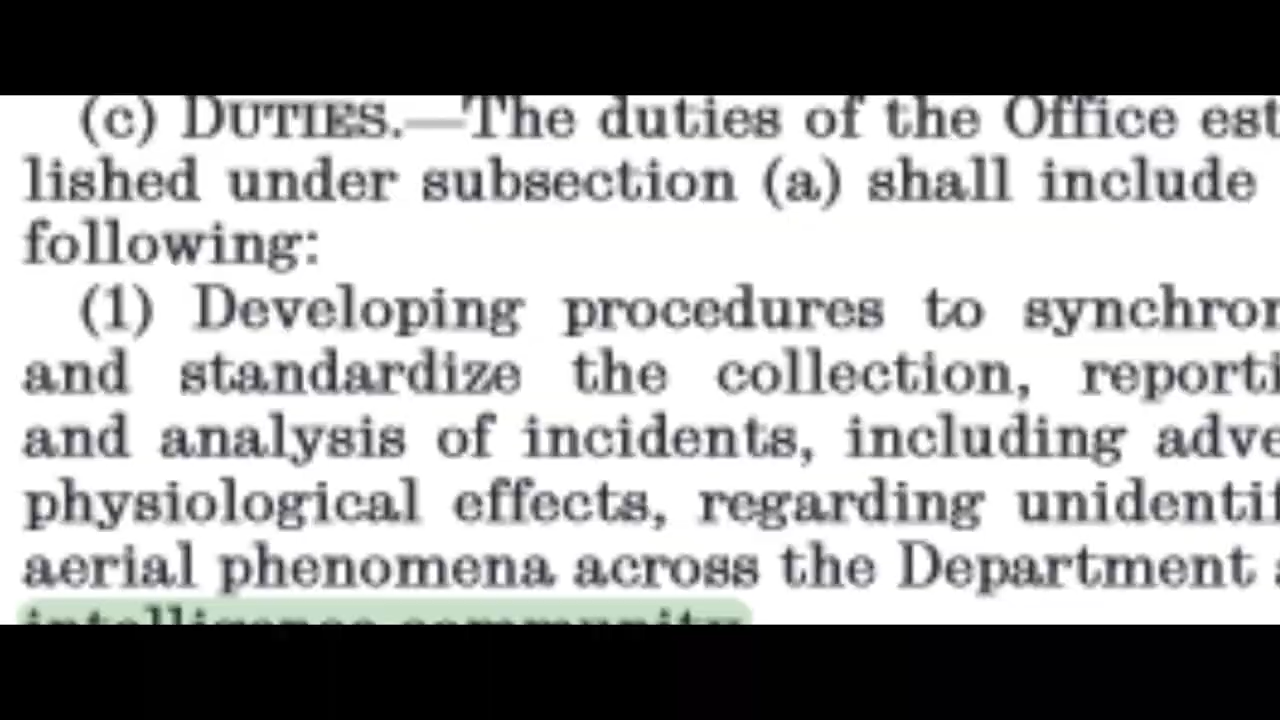 (c) DUTIES.—The duties of the Office est
lished under subsection (a) shall include
following:
(1) Developing procedures to synchron
and standardize the collection, reporti
and analysis of incidents, including adve
physiological effects, regarding unidentif
aerial phenomena across the Department a
intelligence community